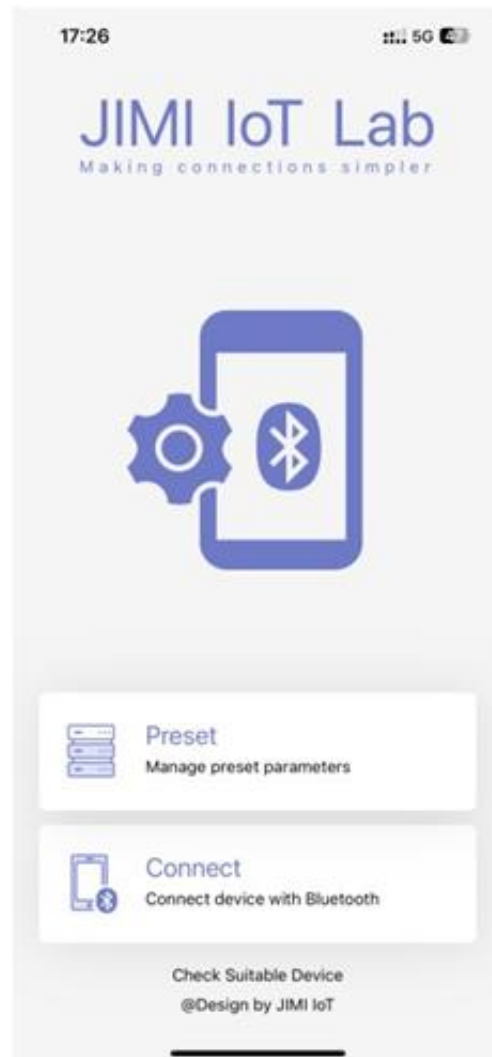 17:26
5G
JIMI IoT Lab
Making connections simpler
Preset
Manage preset parameters
Connect
Connect device with Bluetooth
Check Suitable Device
@Design by JIMI IoT